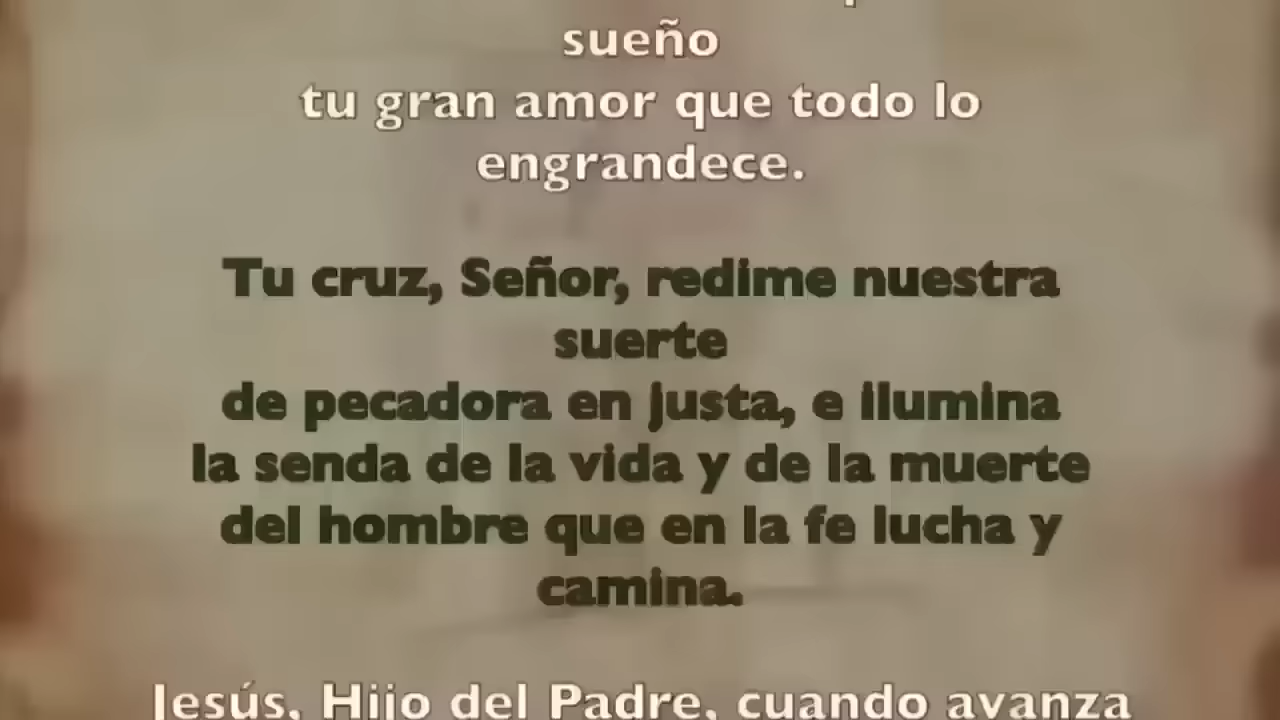 sueño
tu gran amor que todo lo
engrandece.
Tu cruz, Señor, redime nuestra
suerte
de pecadora en justa, e ilumina
la senda de la vida y de la muerte
del hombre que en la fe lucha y
camina.
Jesús, Hijo del Padre, cuando avanza